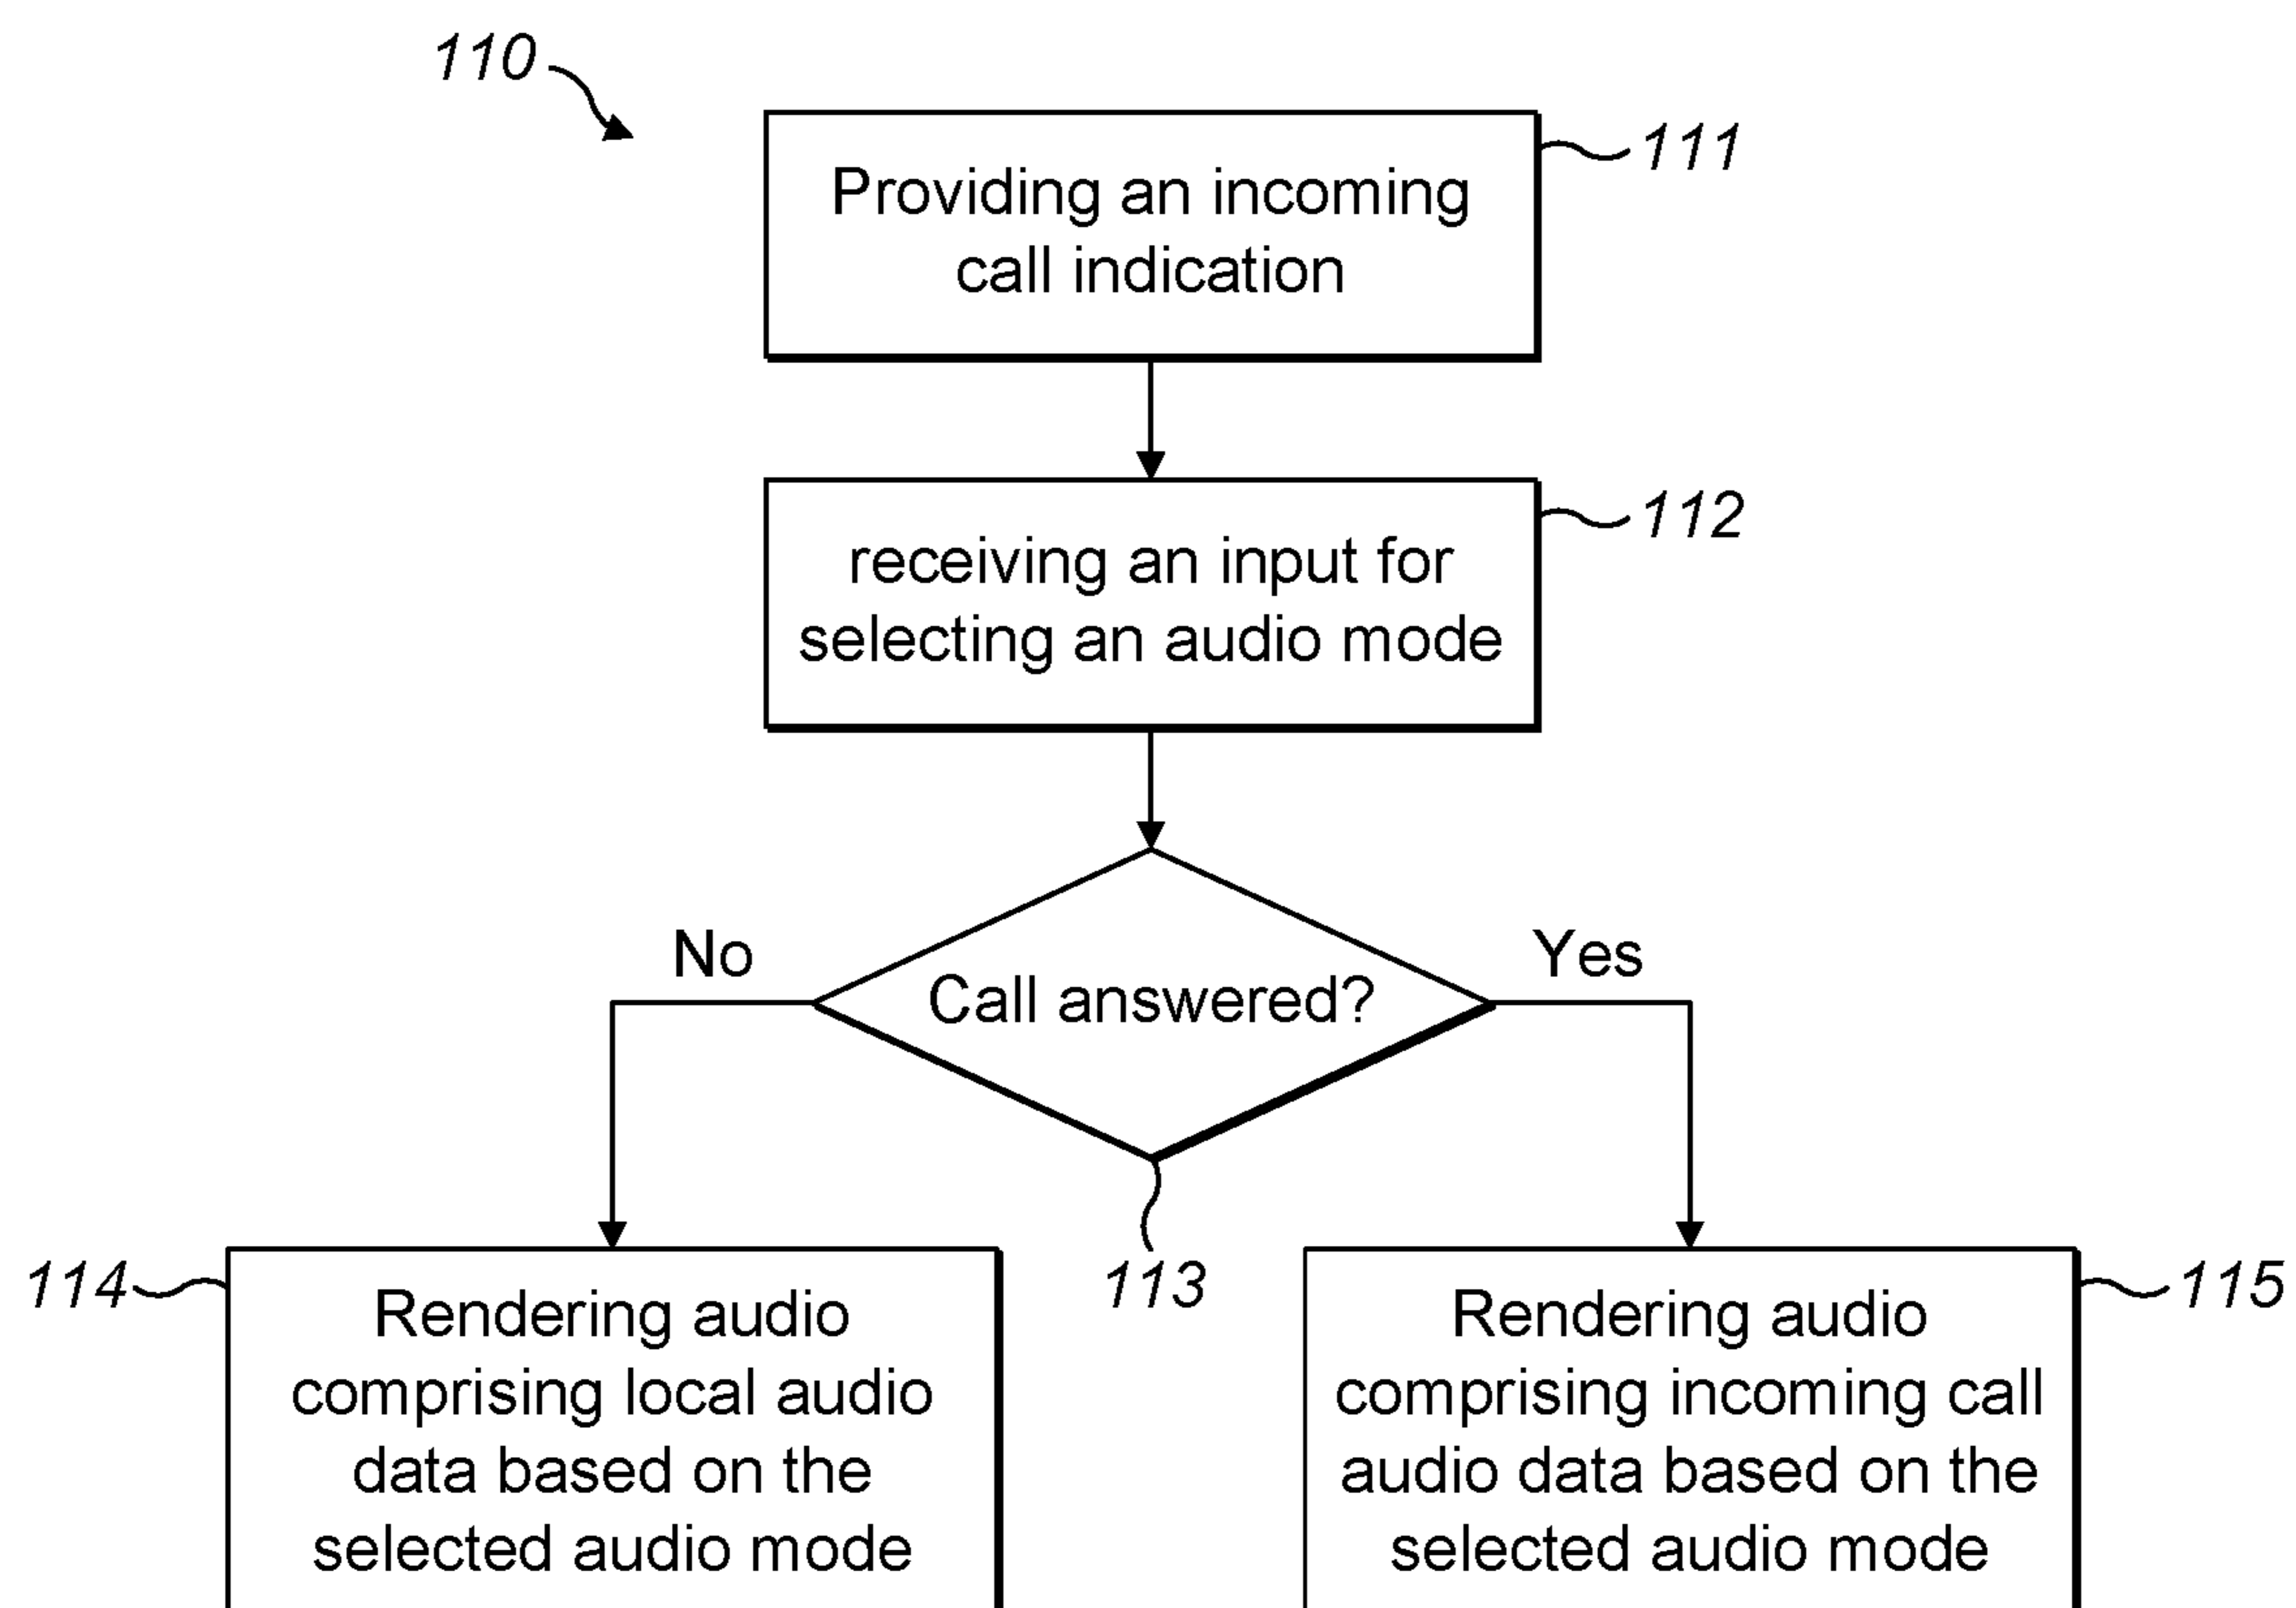 110
Providing an incoming
call indication
111
receiving an input for
selecting an audio mode
112
No
Call answered?
Yes
113
114
Rendering audio
comprising local audio
data based on the
selected audio mode
Rendering audio
comprising incoming call
audio data based on the
selected audio mode
115